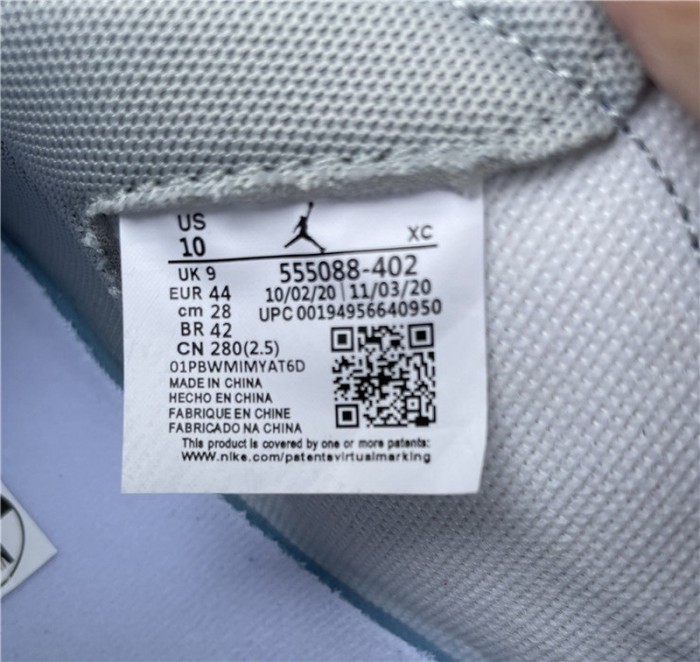 US
10
XC
UK 9
555088-402
EUR 44
10/02/20 11/03/20
cm 28
UPC 00194956640950
BR 42
CN 280(2.5)
01PBWMIMYAT6D
MADE IN CHINA
HECHO EN CHINA
FABRIQUE EN CHINE
FABRICADO NA CHINA
This product is covered by one or more patents:
www.nike.com/patentsvirtualmarking